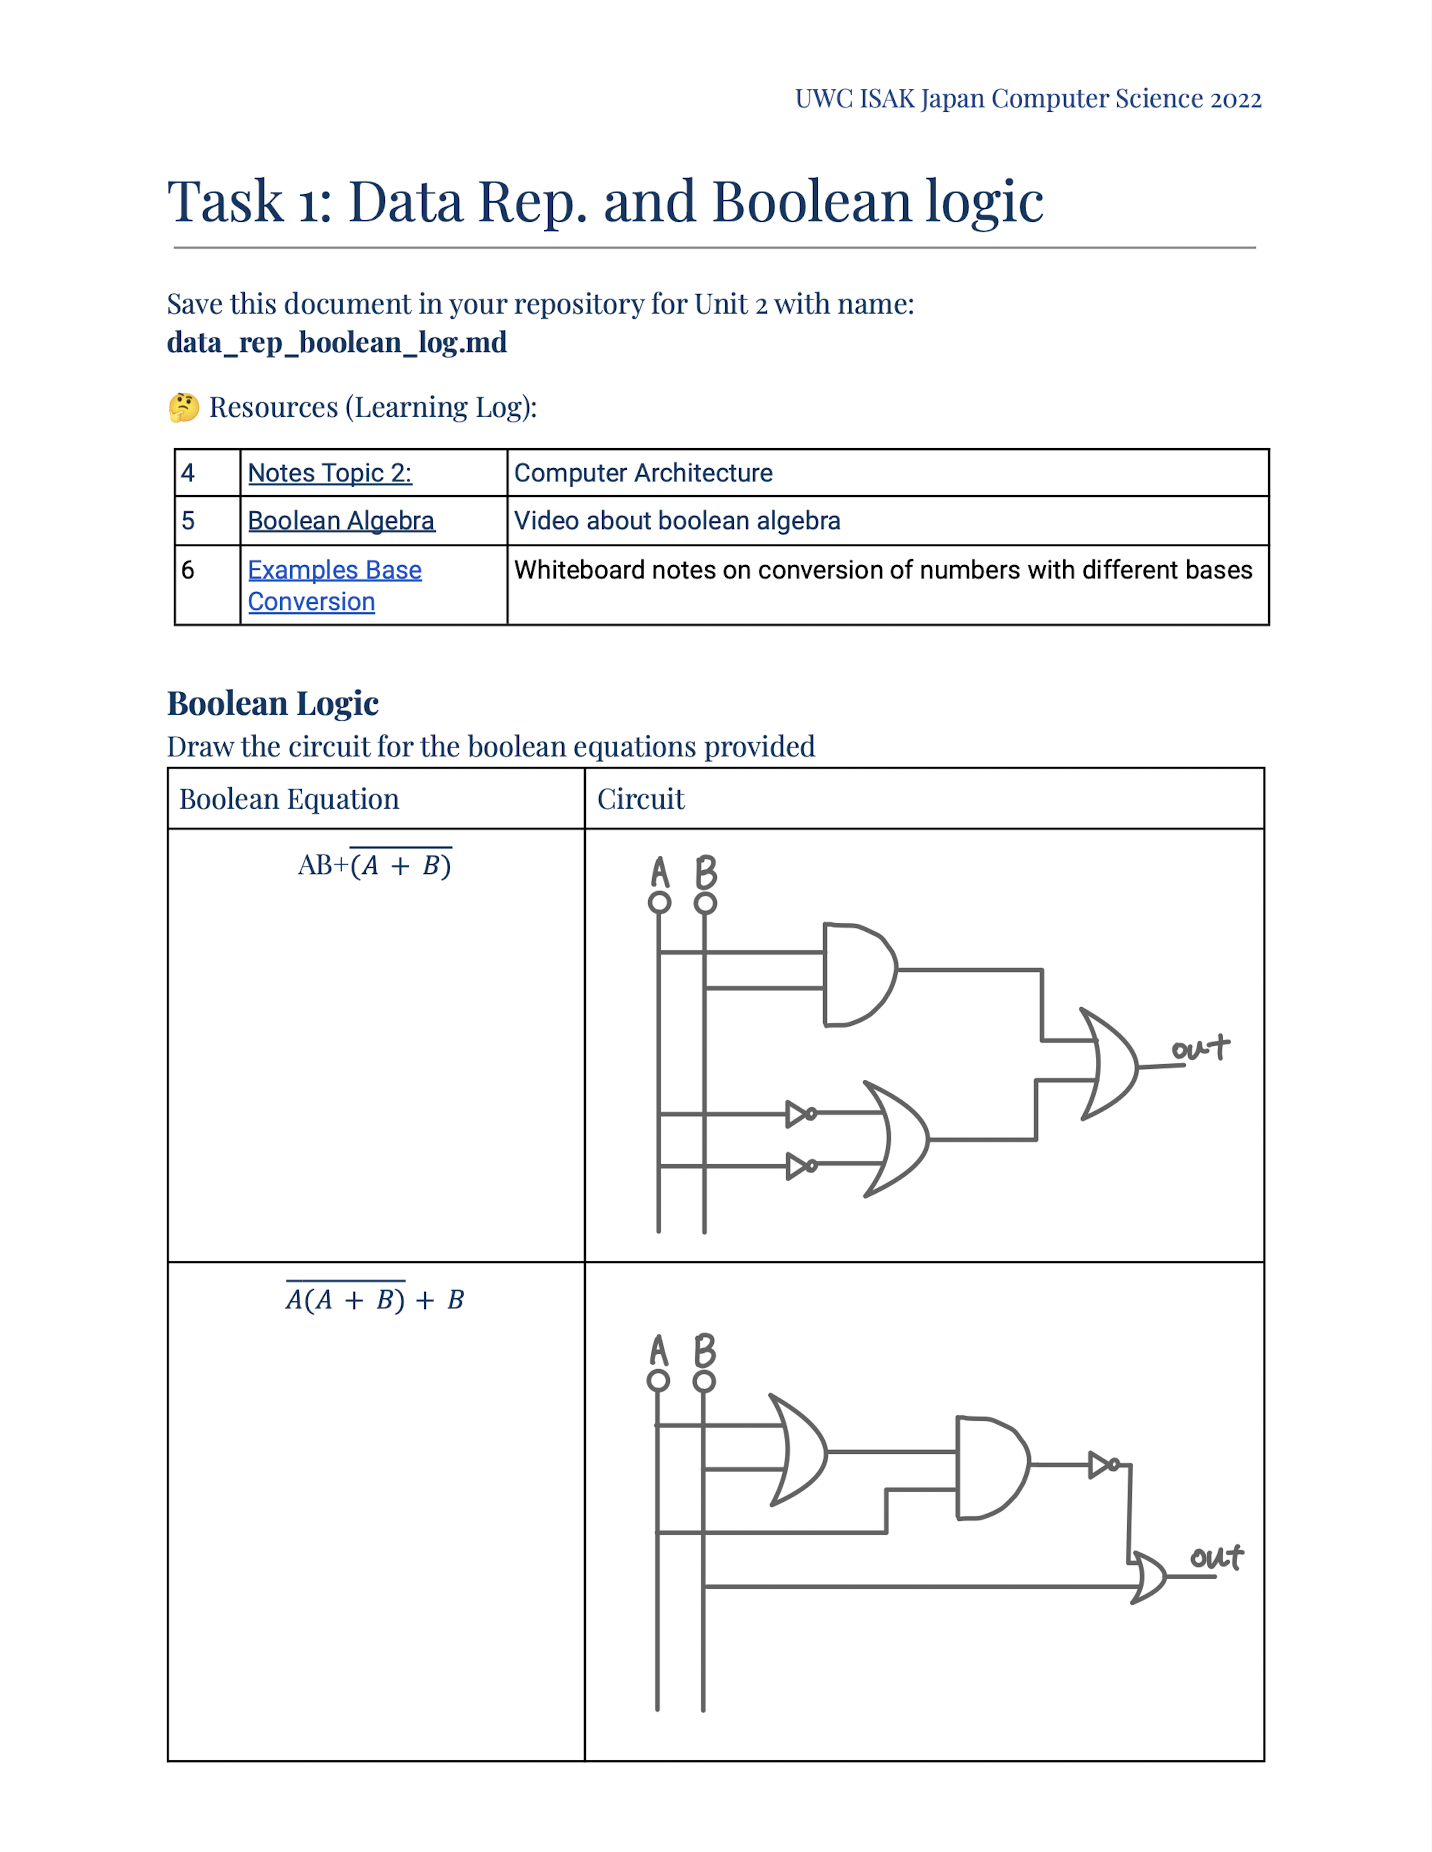 UWC ISAK Japan Computer Science 2022
Task 1: Data Rep. and Boolean logic
Save this document in your repository for Unit 2 with name:
data_rep_boolean_log.md
🤔 Resources (Learning Log):
4 Notes Topic 2: Computer Architecture
5 Boolean Algebra Video about boolean algebra
6 Examples Base Whiteboard notes on conversion of numbers with different bases
Conversion
Boolean Logic
Draw the circuit for the boolean equations provided
Boolean Equation Circuit
AB+\overline{(A + B)}
A B
out
\overline{A(A + B)} + B
A B
out